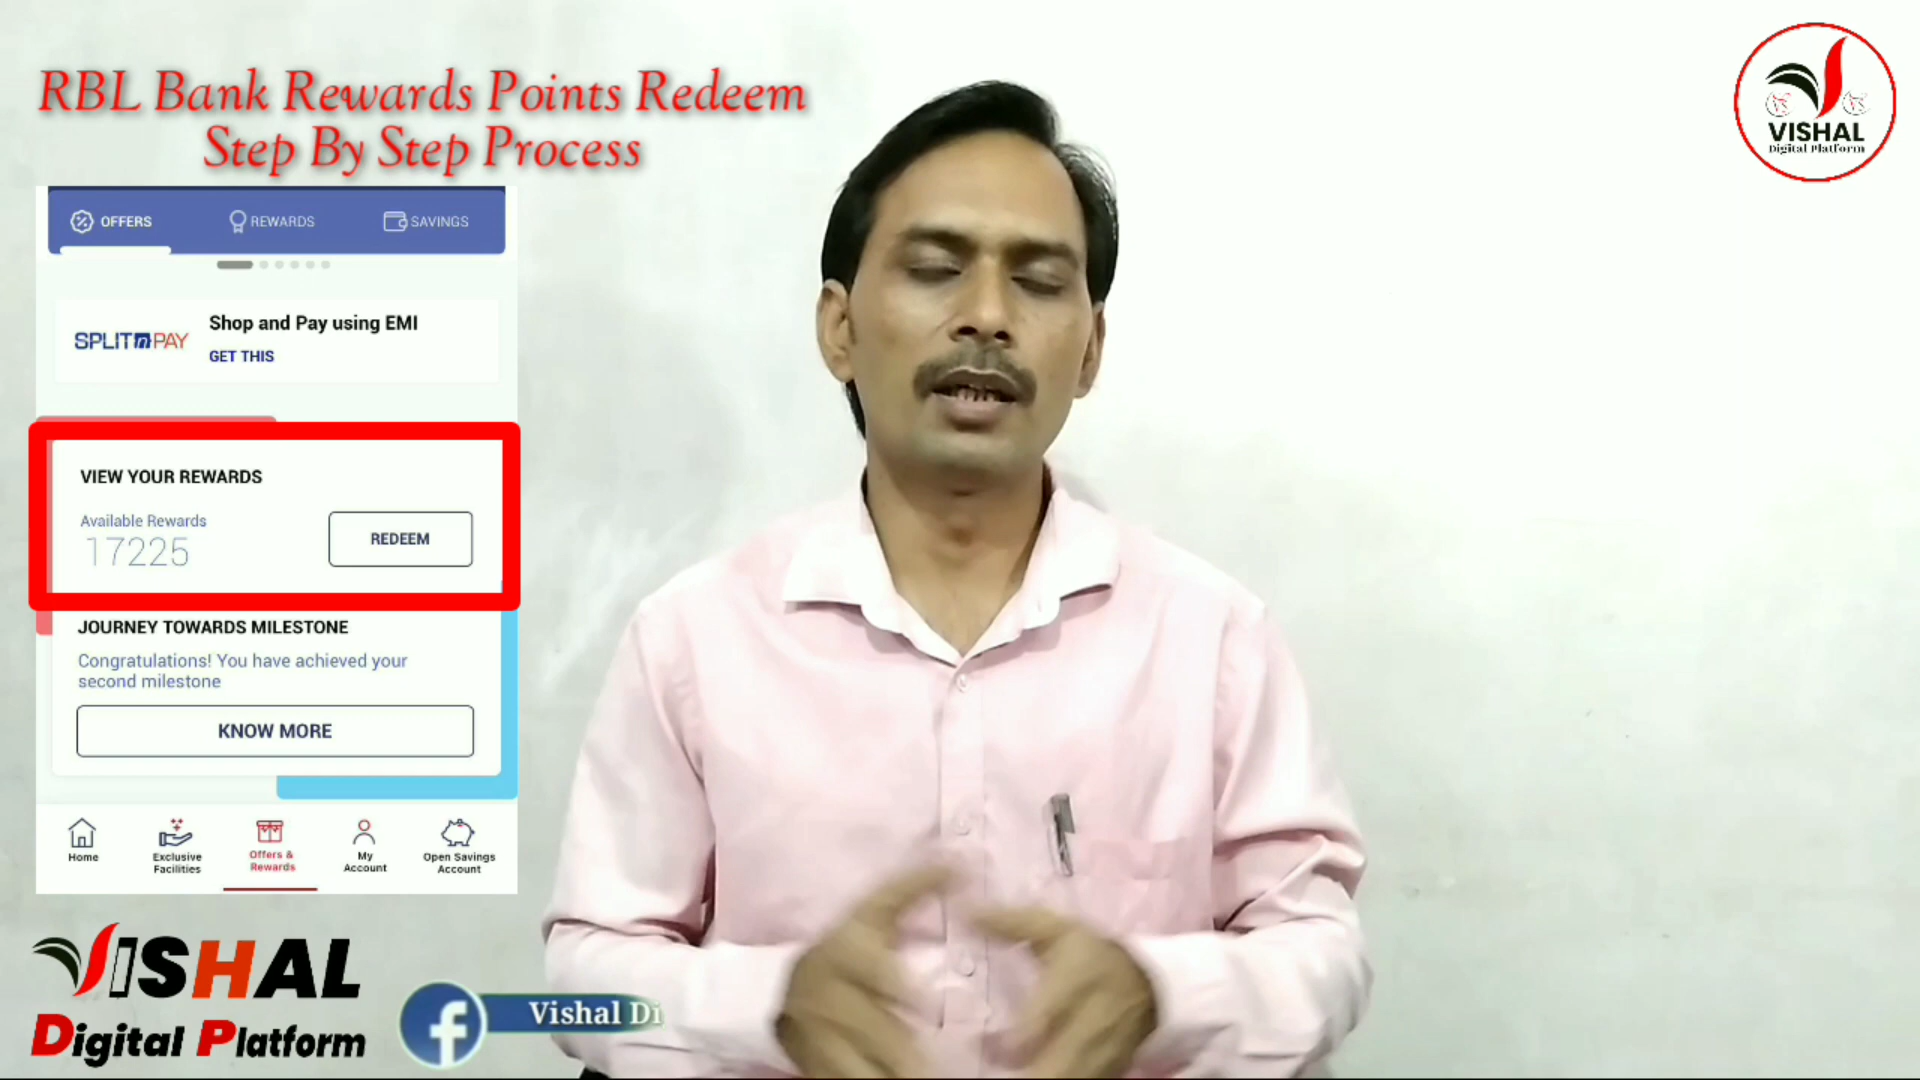 RBL Bank Rewards Points Redeem
Step By Step Process
VISHAL
Digital Platform
OFFERS
REWARDS
SAVINGS
SPLITnPAY
Shop and Pay using EMI
GET THIS
VIEW YOUR REWARDS
Available Rewards
17225
REDEEM
JOURNEY TOWARDS MILESTONE
Congratulations! You have achieved your
second milestone
KNOW MORE
Home
Exclusive
Facilities
Offers &
Rewards
My
Account
Open Savings
Account
VISHAL
Digital Platform
f
Vishal Di